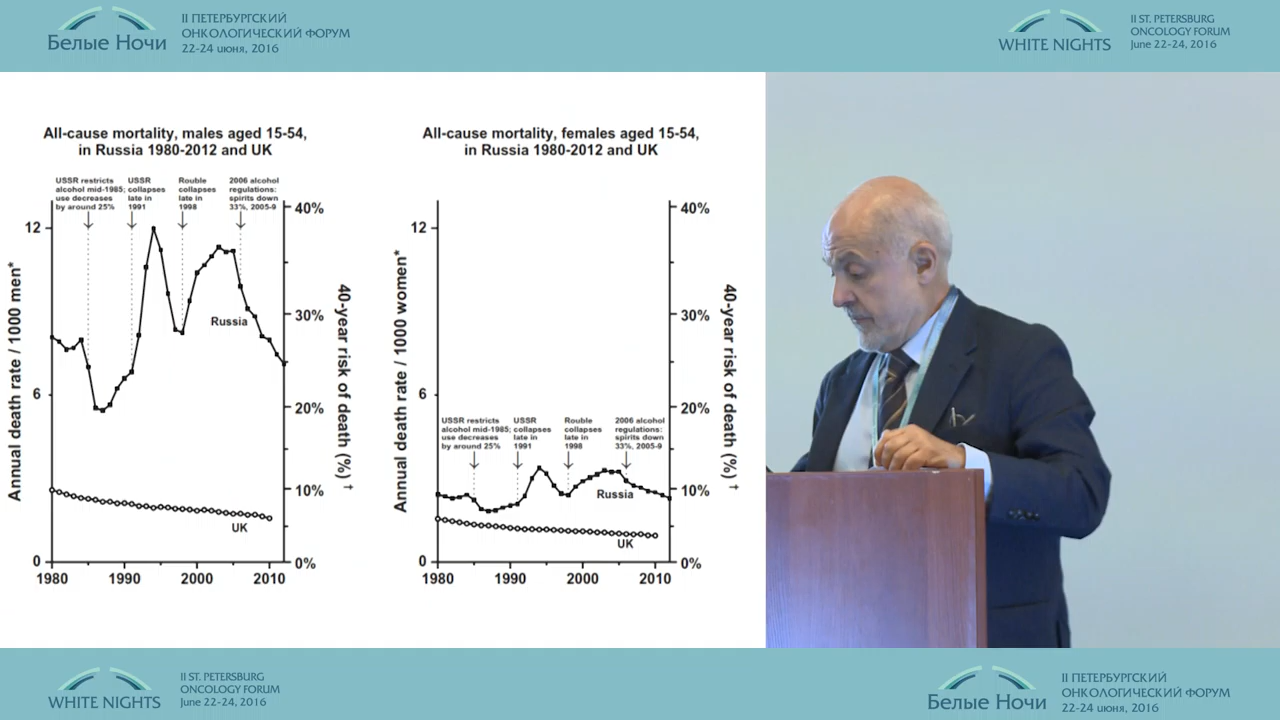 Белые Ночи
II ПЕТЕРБУРГСКИЙ
ОНКОЛОГИЧЕСКИЙ ФОРУМ
22-24 июня, 2016
WHITE NIGHTS
II ST. PETERSBURG
ONCOLOGY FORUM
June 22-24, 2016
All-cause mortality, males aged 15-54,
in Russia 1980-2012 and UK
USSR restricts
alcohol mid-1985;
use decreases
by around 25%
USSR
collapses
late in
1991
Rouble
collapses
late in
1998
2006 alcohol
regulations:
spirits down
33%, 2005-9
Annual death rate / 1000 men*
12
6
0
40%
30%
20%
10%
0%
40-year risk of death (%) †
Russia
UK
1980
1990
2000
2010
All-cause mortality, females aged 15-54,
in Russia 1980-2012 and UK
Annual death rate / 1000 women*
12
6
0
40%
30%
20%
10%
0%
40-year risk of death (%) †
USSR restricts
alcohol mid-1985;
use decreases
by around 25%
USSR
collapses
late in
1991
Rouble
collapses
late in
1998
2006 alcohol
regulations:
spirits down
33%, 2005-9
Russia
UK
1980
1990
2000
2010
WHITE NIGHTS
II ST. PETERSBURG
ONCOLOGY FORUM
June 22-24, 2016
Белые Ночи
II ПЕТЕРБУРГСКИЙ
ОНКОЛОГИЧЕСКИЙ ФОРУМ
22-24 июня, 2016